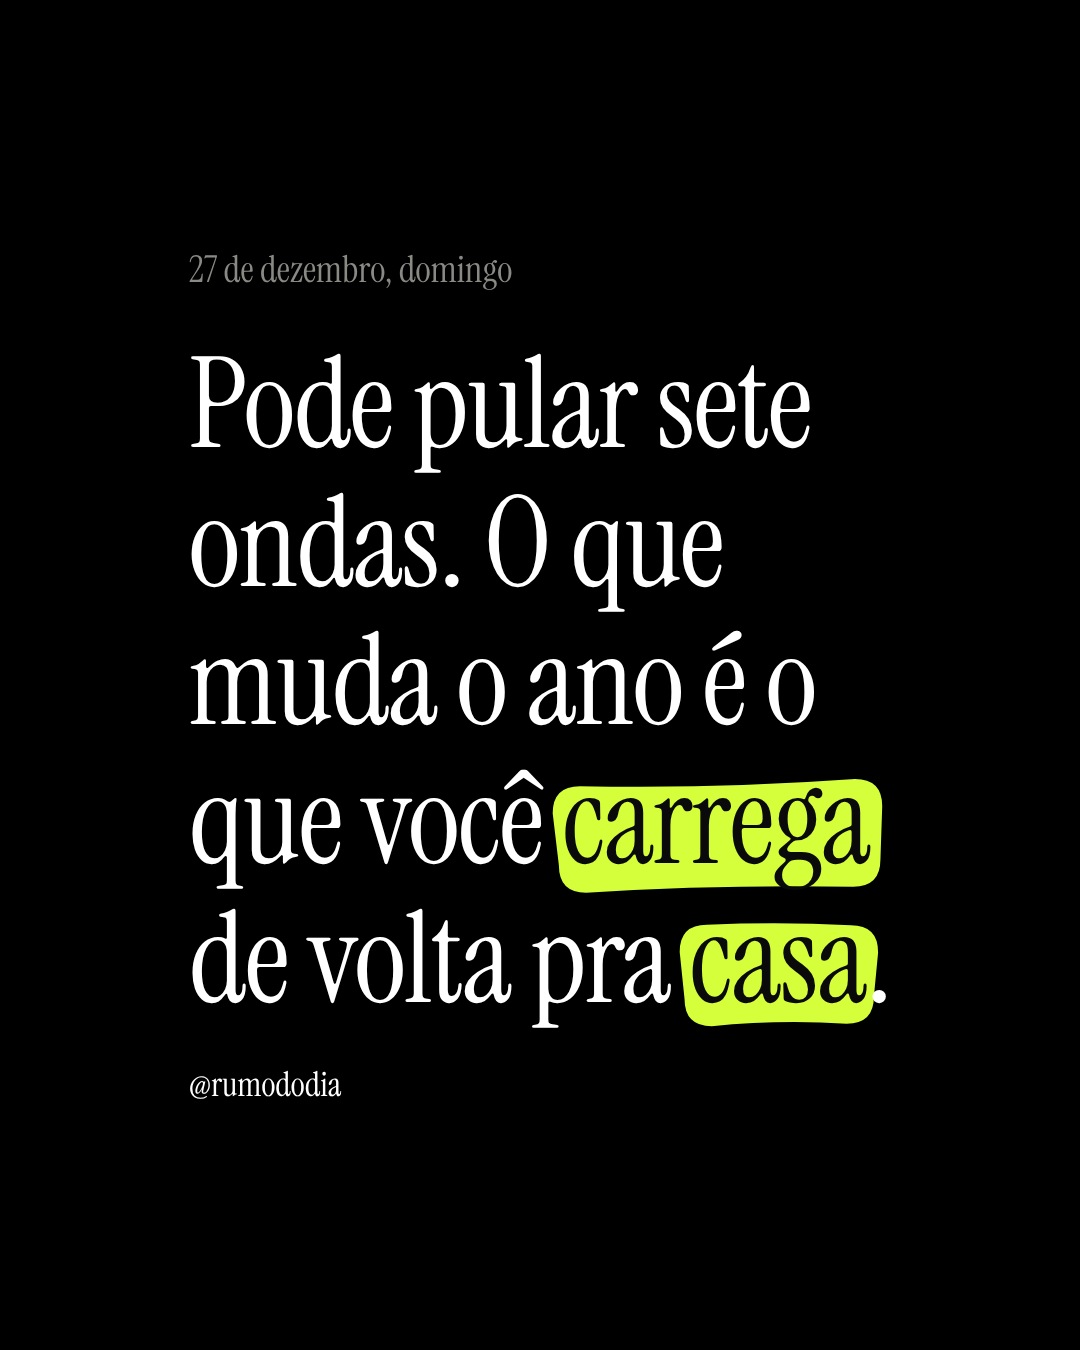 27 de dezembro, domingo
Pode pular sete
ondas. O que
muda o ano é o
que você carrega
de volta pra casa.
@rumododia